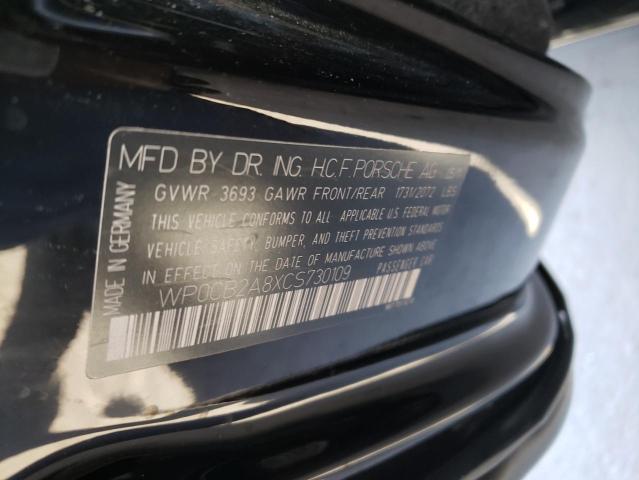 MFD BY DR. ING. H.C.F. PORSCHE AG
GVWR 3693 GAWR FRONT/REAR 1731/2072 LBS
THIS VEHICLE CONFORMS TO ALL APPLICABLE U.S. FEDERAL MOTOR
VEHICLE SAFETY, BUMPER, AND THEFT PREVENTION STANDARDS
IN EFFECT ON THE DATE OF MANUFACTURE SHOWN ABOVE
WP0CB2A8XCS730109 PASSENGER CAR
MADE IN GERMANY